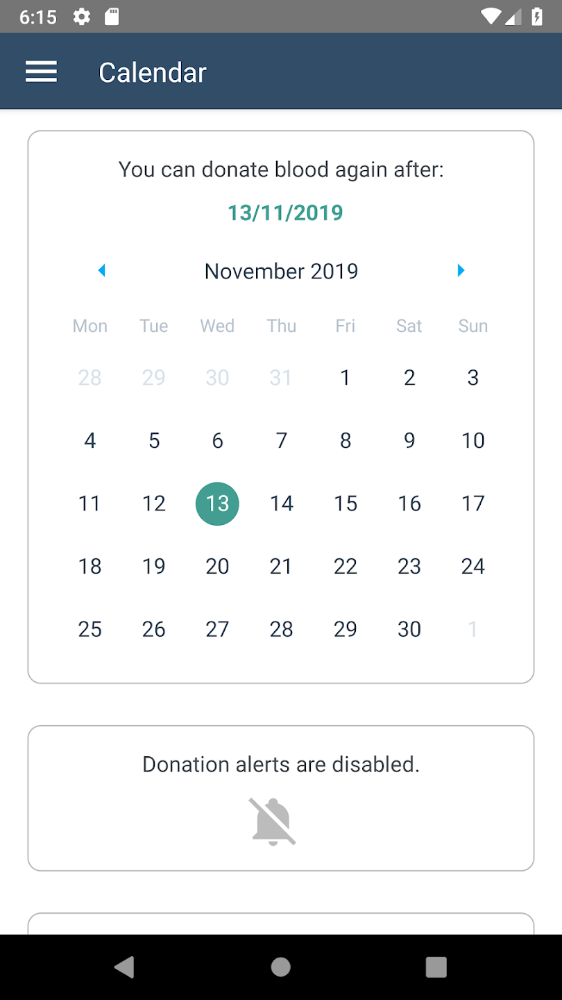 6:15
Calendar
You can donate blood again after:
13/11/2019
November 2019
Mon Tue Wed Thu Fri Sat Sun
28 29 30 31 1 2 3
4 5 6 7 8 9 10
11 12 13 14 15 16 17
18 19 20 21 22 23 24
25 26 27 28 29 30 1
Donation alerts are disabled.